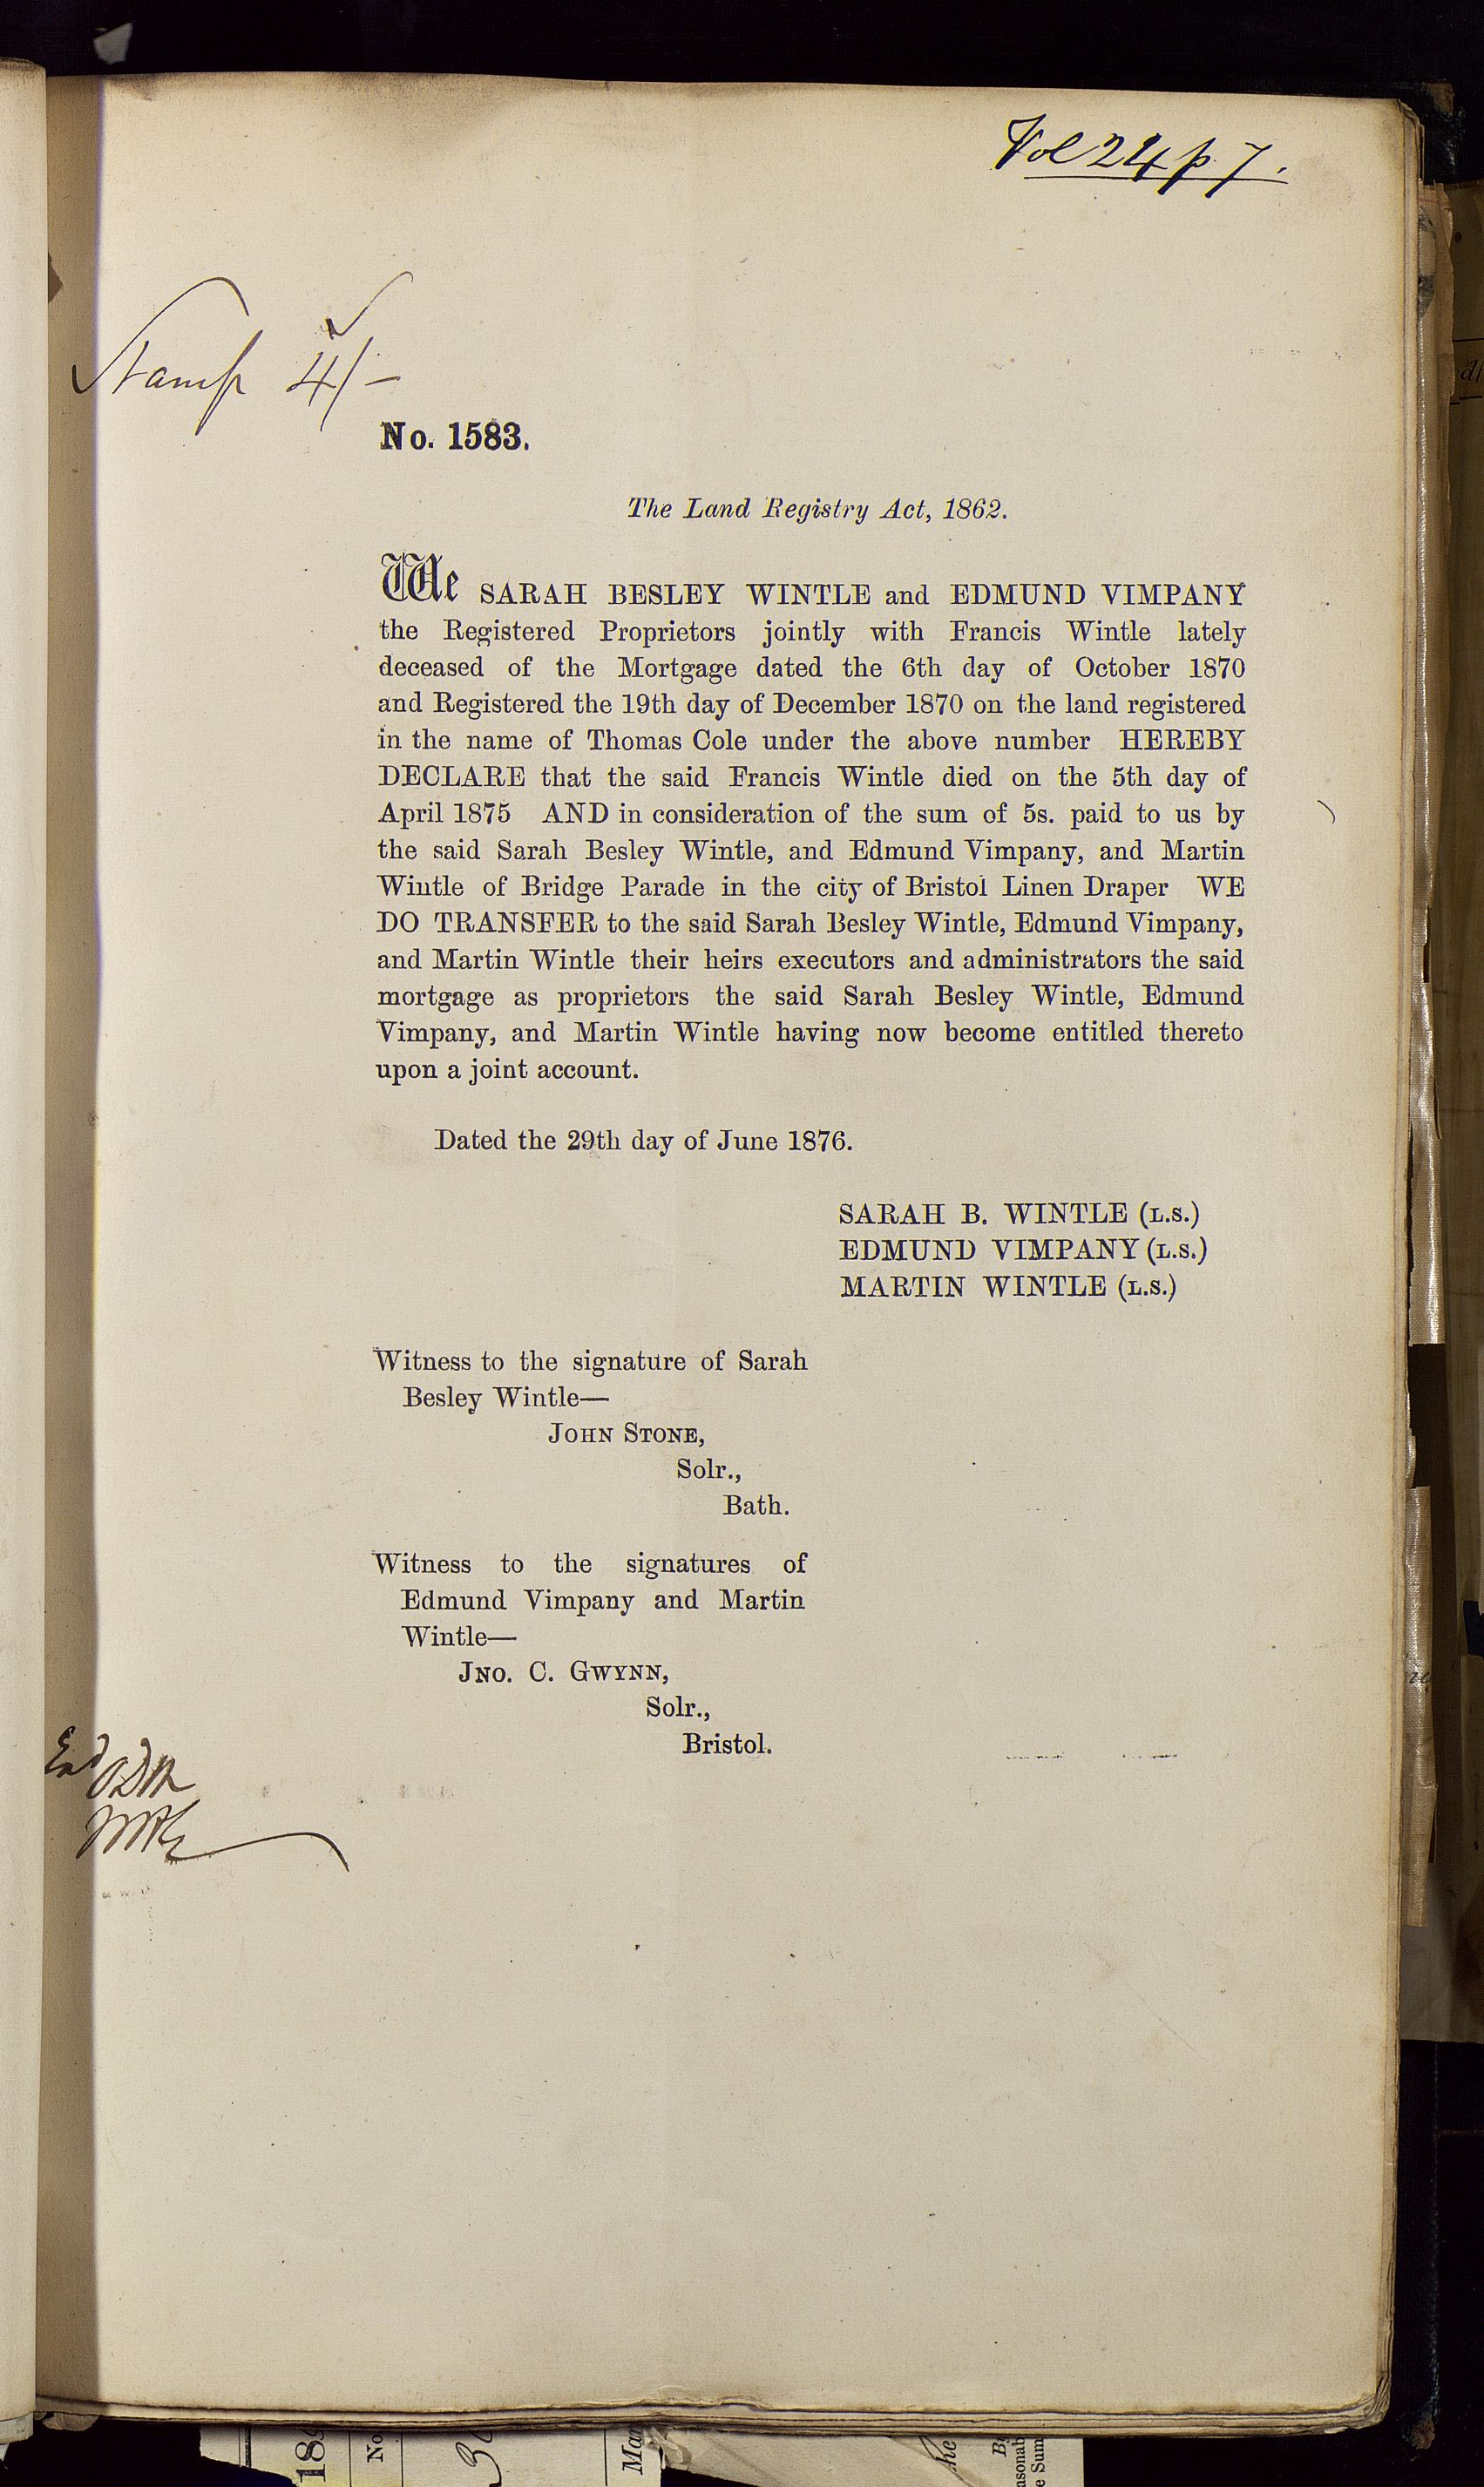 Vol 24 p 7.
Stamp 4/-
No. 1583.
The Land Registry Act, 1862.
We SARAH BESLEY WINTLE and EDMUND VIMPANY
the Registered Proprietors jointly with Francis Wintle lately
deceased of the Mortgage dated the 6th day of October 1870
and Registered the 19th day of December 1870 on the land registered
in the name of Thomas Cole under the above number HEREBY
DECLARE that the said Francis Wintle died on the 5th day of
April 1875 AND in consideration of the sum of 5s. paid to us by
the said Sarah Besley Wintle, and Edmund Vimpany, and Martin
Wintle of Bridge Parade in the city of Bristol Linen Draper WE
DO TRANSFER to the said Sarah Besley Wintle, Edmund Vimpany,
and Martin Wintle their heirs executors and administrators the said
mortgage as proprietors the said Sarah Besley Wintle, Edmund
Vimpany, and Martin Wintle having now become entitled thereto
upon a joint account.
Dated the 29th day of June 1876.
SARAH B. WINTLE (L.S.)
EDMUND VIMPANY (L.S.)
MARTIN WINTLE (L.S.)
Witness to the signature of Sarah
Besley Wintle—
JOHN STONE,
Solr.,
Bath.
Witness to the signatures of
Edmund Vimpany and Martin
Wintle—
JNO. C. GWYNN,
Solr.,
Bristol.
Exd
No